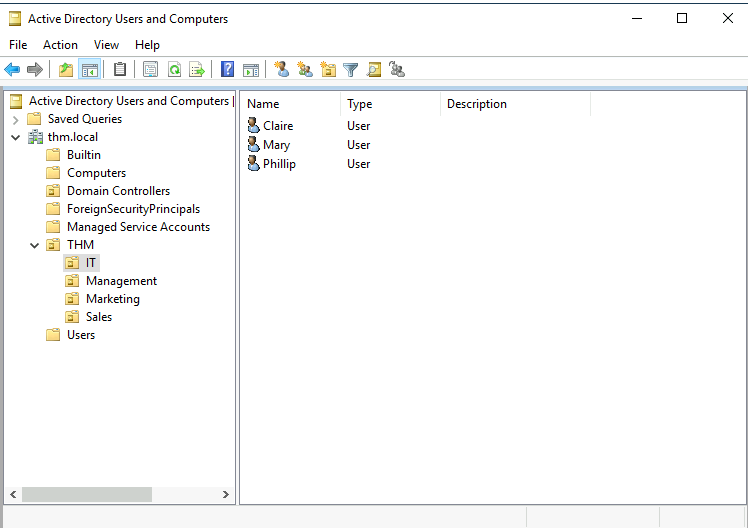 Active Directory Users and Computers
File Action View Help
Active Directory Users and Computers [
Saved Queries
thm.local
Builtin
Computers
Domain Controllers
ForeignSecurityPrincipals
Managed Service Accounts
THM
IT
Management
Marketing
Sales
Users
Name Type Description
Claire User
Mary User
Phillip User